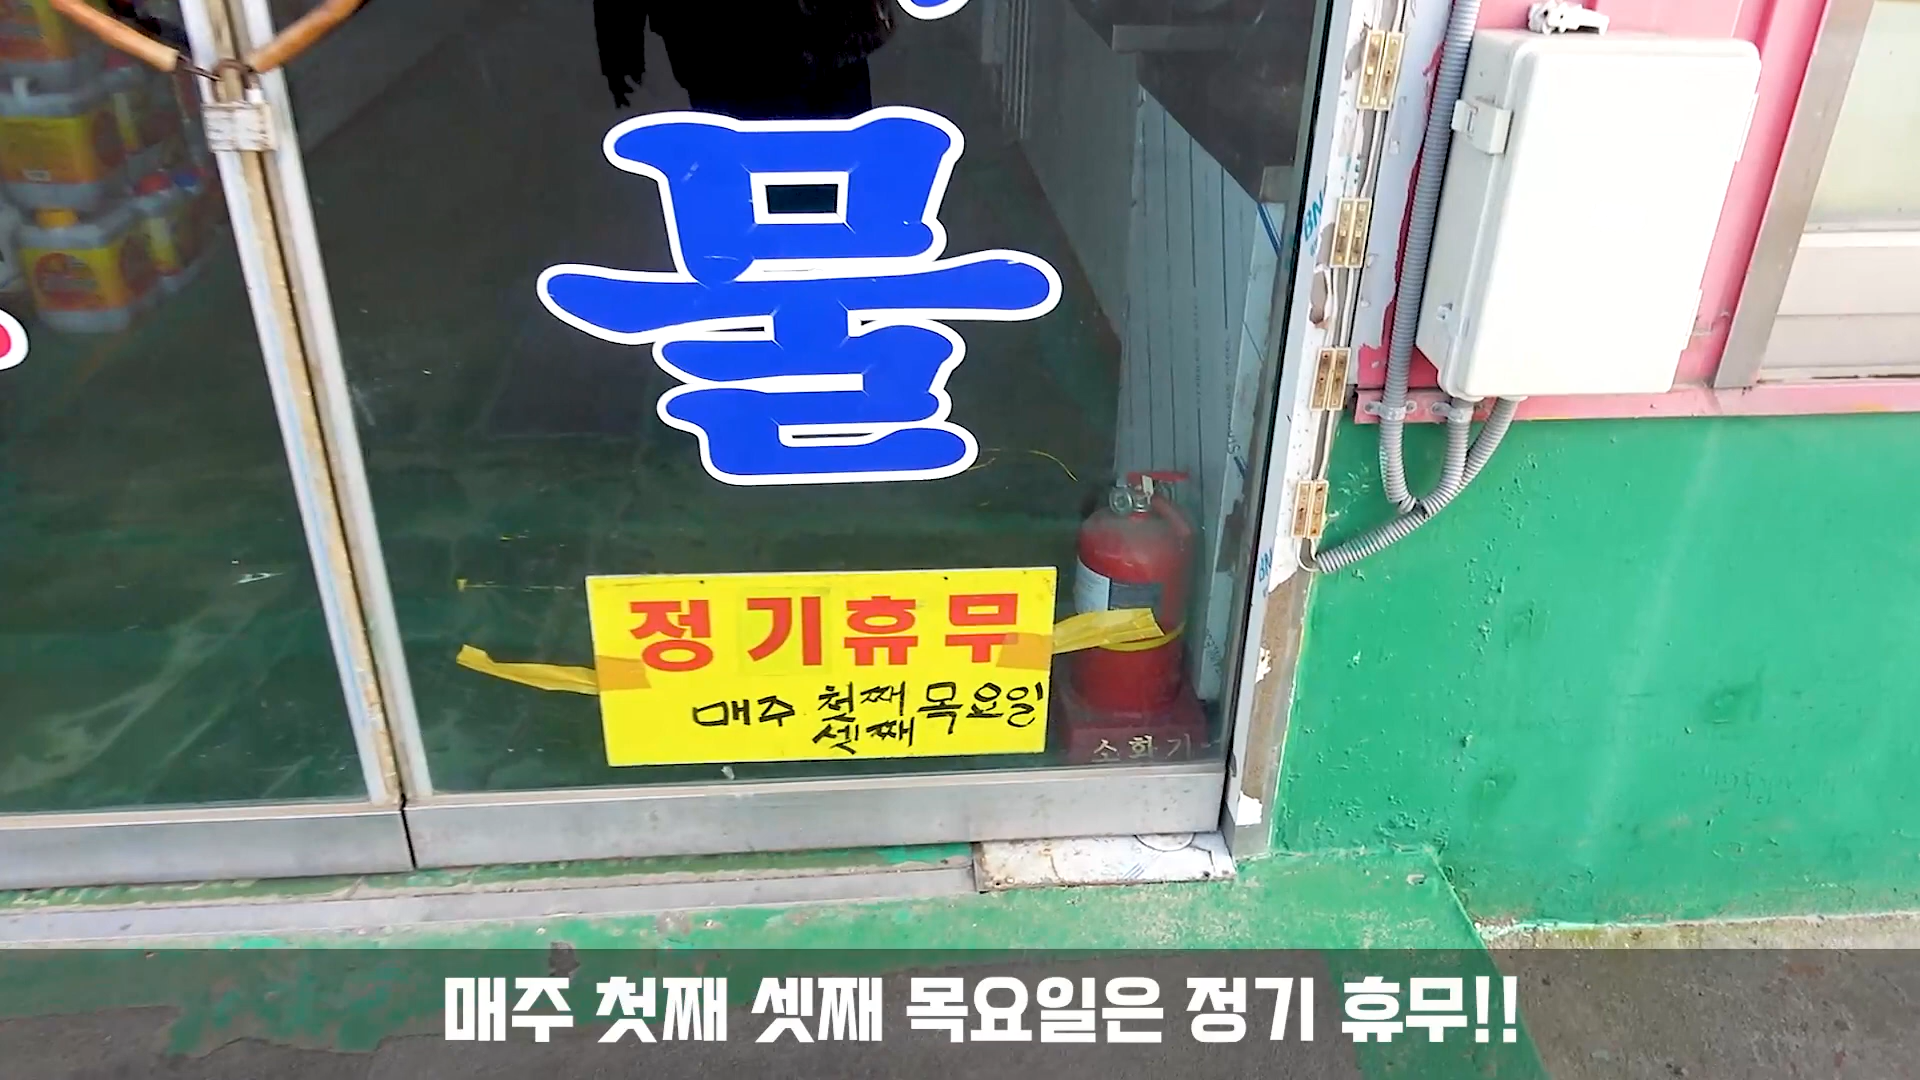 물
정기휴무
매주 첫째 목요일
셋째
소화기
매주 첫째 셋째 목요일은 정기 휴무!!